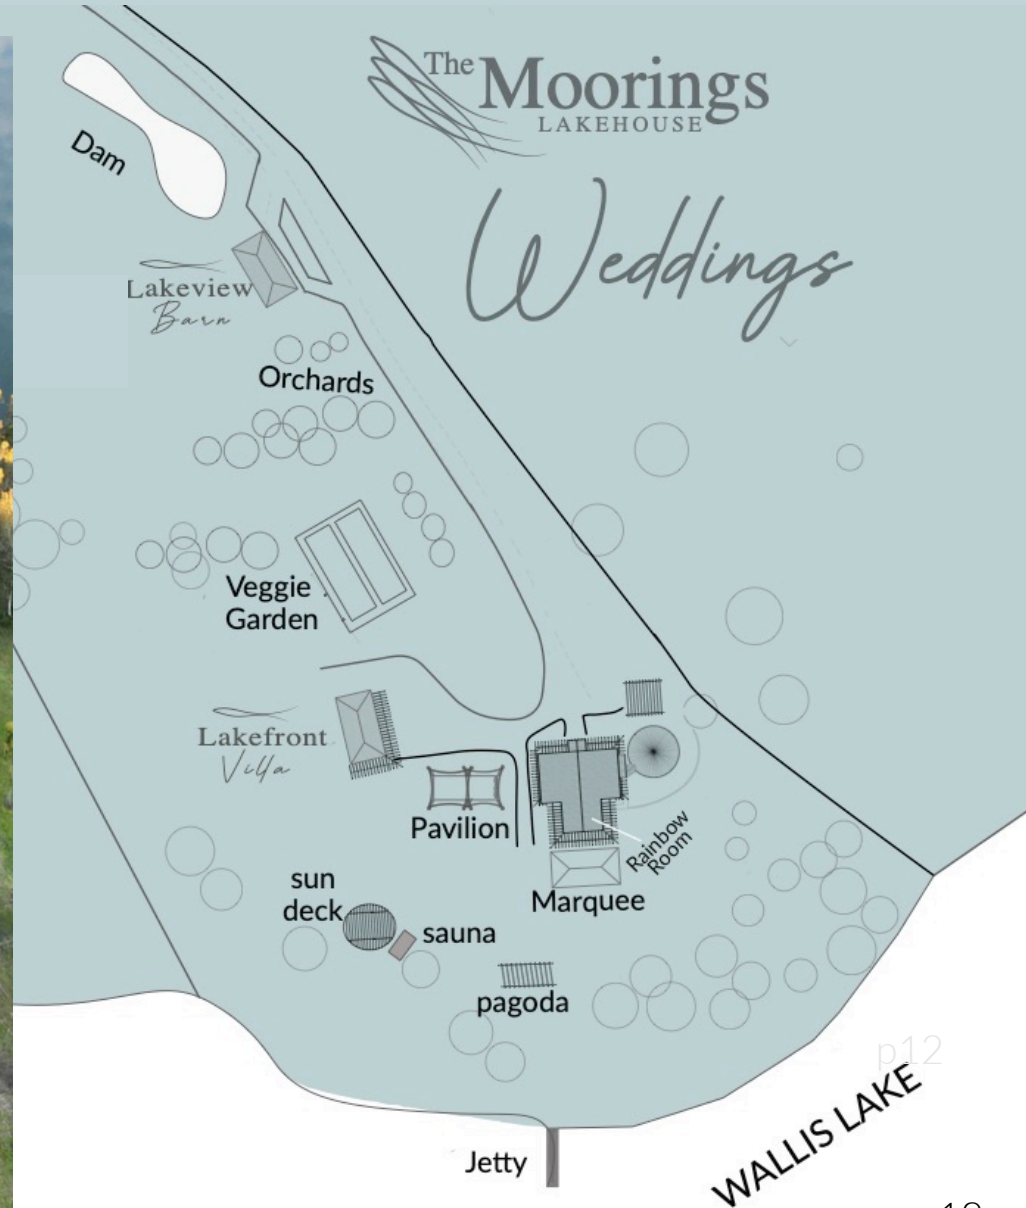 The
Moorings
LAKEHOUSE
Weddings
Dam
Lakeview
Barn
Orchards
Veggie
Garden
Lakefront
Villa
Pavilion
Rainbow
Room
Marquee
sun
deck
sauna
pagoda
p12
WALLIS LAKE
Jetty